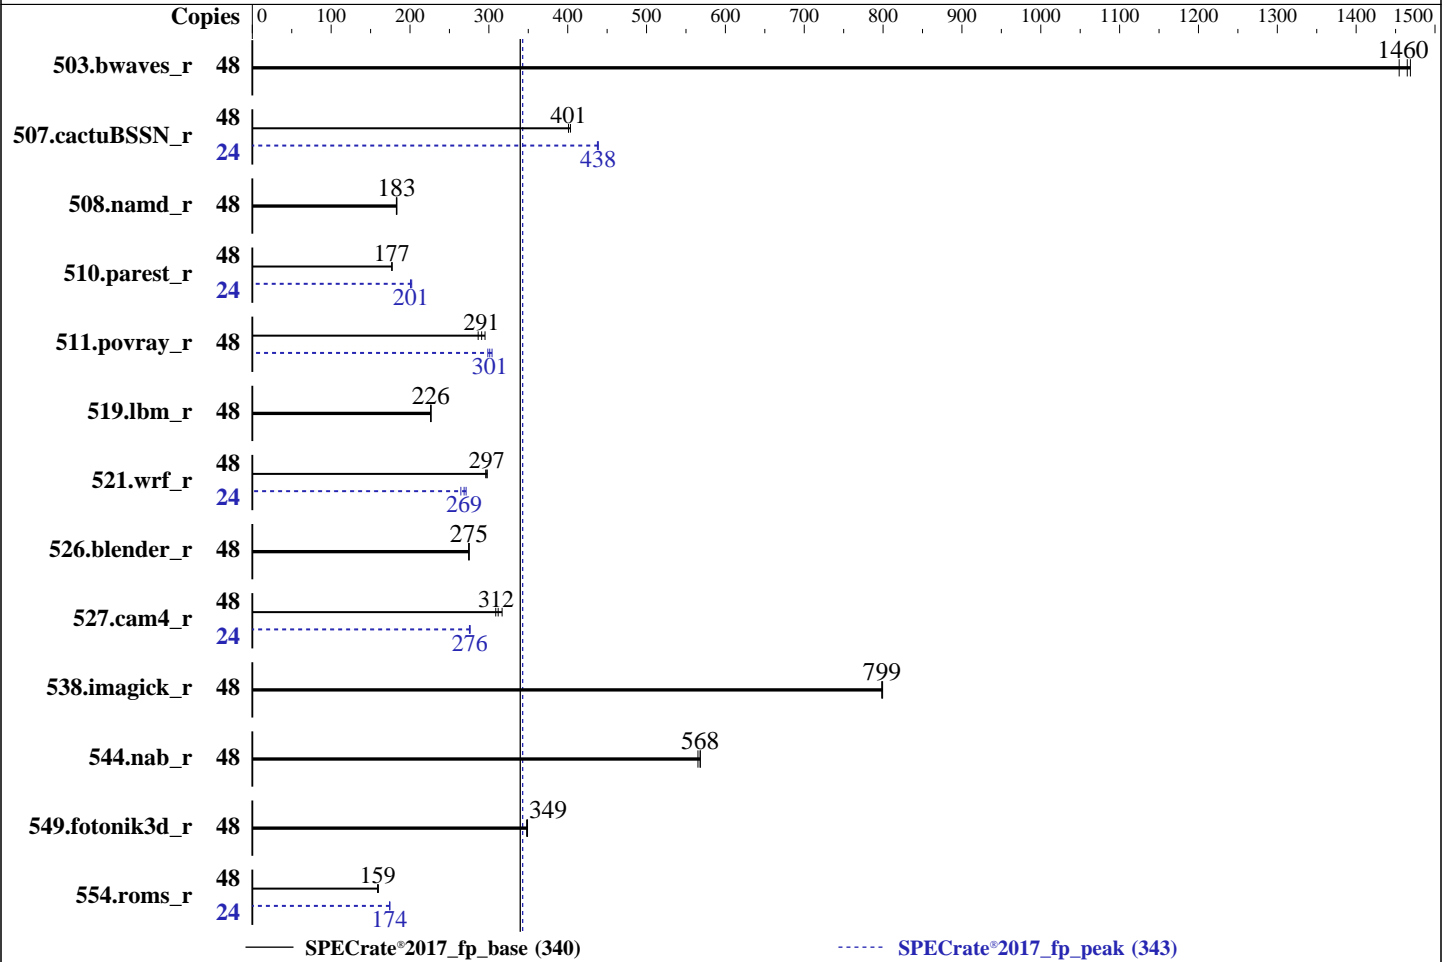 Copies 0 100 200 300 400 500 600 700 800 900 1000 1100 1200 1300 1400 1500
503.bwaves_r 48 1460
507.cactuBSSN_r 48 401
24 438
508.namd_r 48 183
510.parest_r 48 177
24 201
511.povray_r 48 291
301
519.lbm_r 48 226
521.wrf_r 48 297
24 269
526.blender_r 48 275
527.cam4_r 48 312
24 276
538.imagick_r 48 799
544.nab_r 48 568
549.fotonik3d_r 48 349
554.roms_r 48 159
24 174
SPECrate®2017_fp_base (340) SPECrate®2017_fp_peak (343)